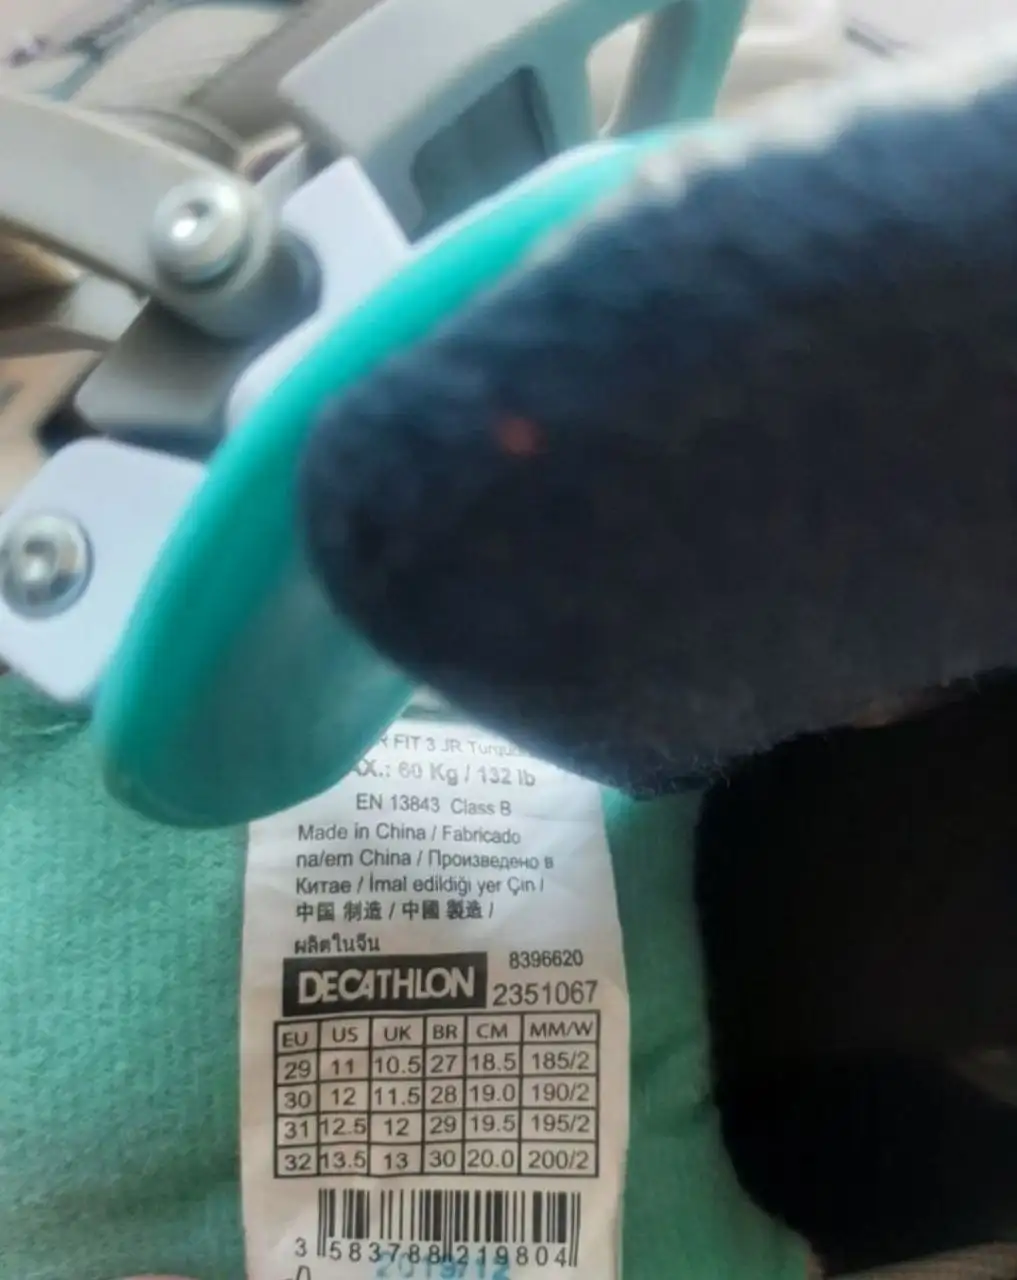 FIT 3 JR
60 Kg / 132 lb
EN 13843 Class B
Made in China / Fabricado
na/em China / Произведено в
Китае / İmal edildiği yer Çin /
中国 制造 / 中國 製造 /
ผลิตในจีน
DECATHLON 8396620
2351067
EU US UK BR CM MM/W
29 11 10.5 27 18.5 185/2
30 12 11.5 28 19.0 190/2
31 12.5 12 29 19.5 195/2
32 13.5 13 30 20.0 200/2
3 583788 219804
2019/12